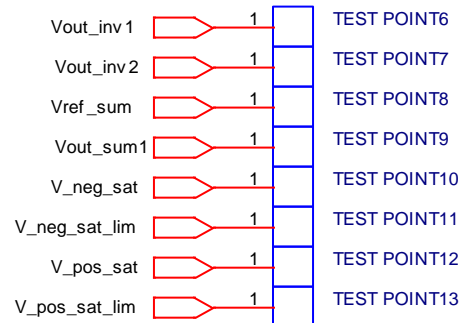 Vout_inv1 1 TEST POINT6
Vout_inv2 1 TEST POINT7
Vref_sum 1 TEST POINT8
Vout_sum1 1 TEST POINT9
V_neg_sat 1 TEST POINT10
V_neg_sat_lim 1 TEST POINT11
V_pos_sat 1 TEST POINT12
V_pos_sat_lim 1 TEST POINT13